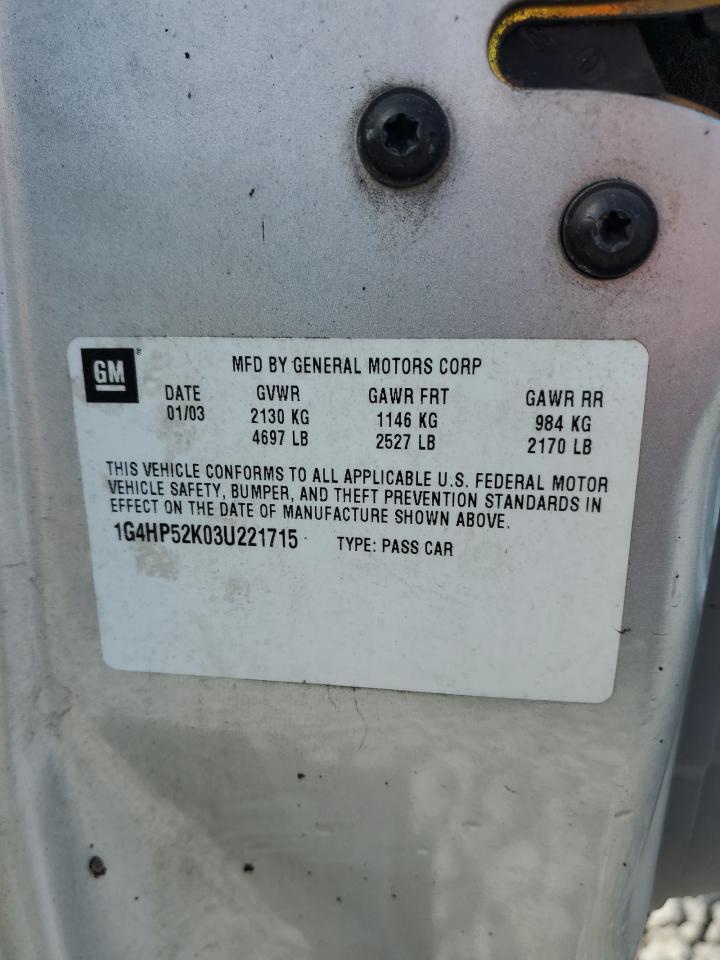 GM
MFD BY GENERAL MOTORS CORP
DATE GVWR GAWR FRT GAWR RR
01/03 2130 KG 1146 KG 984 KG
4697 LB 2527 LB 2170 LB
THIS VEHICLE CONFORMS TO ALL APPLICABLE U.S. FEDERAL MOTOR
VEHICLE SAFETY, BUMPER, AND THEFT PREVENTION STANDARDS IN
EFFECT ON THE DATE OF MANUFACTURE SHOWN ABOVE.
1G4HP52K03U221715 TYPE: PASS CAR